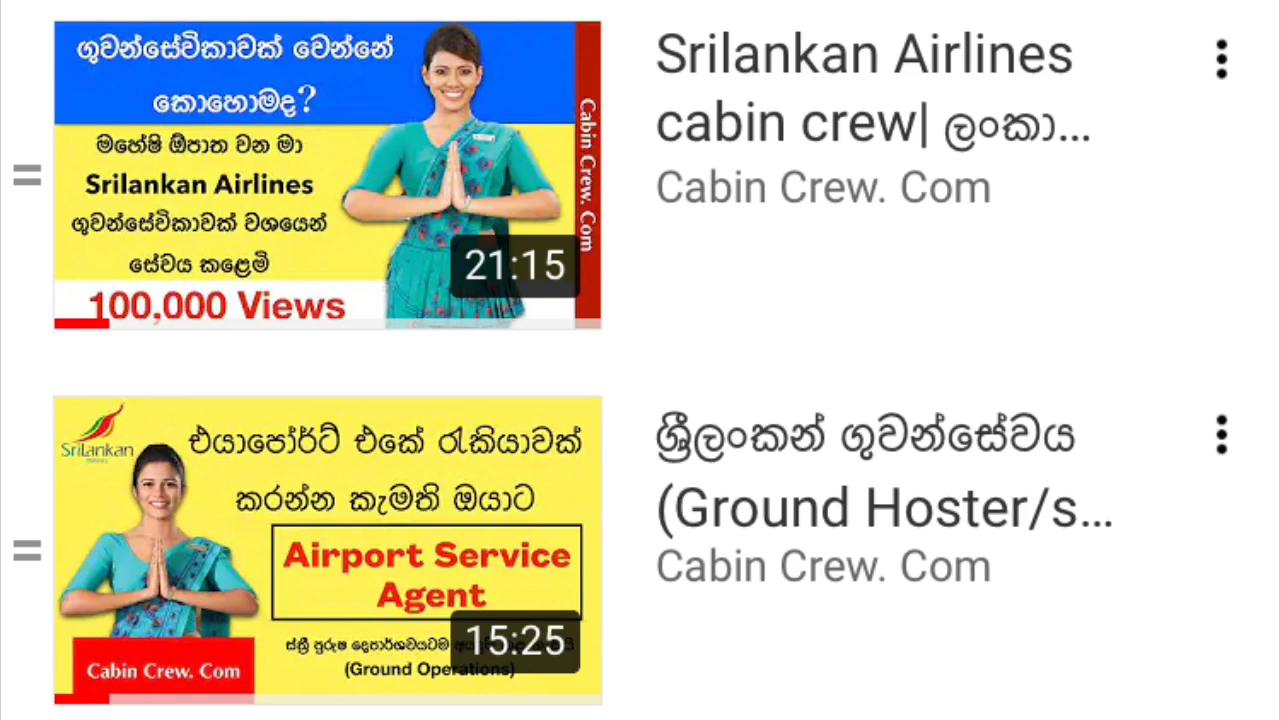 ගුවන්සේවිකාවක් වෙන්නේ
කොහොමද?
මහේෂි ඕපාත වන මා
Srilankan Airlines
ගුවන්සේවිකාවක් වශයෙන්
සේවය කළෙමි
100,000 Views
Cabin Crew. Com
21:15
Srilankan Airlines
cabin crew| ලංකා...
Cabin Crew. Com
SriLankan
එයාපෝර්ට් එකේ රැකියාවක්
කරන්න කැමති ඔයාට
Airport Service
Agent
ස්ත්‍රී පුරුෂ දෙපාර්ශවයටම
15:25
(Ground Operations)
Cabin Crew. Com
ශ්‍රීලංකන් ගුවන්සේවය
(Ground Hoster/s...
Cabin Crew. Com